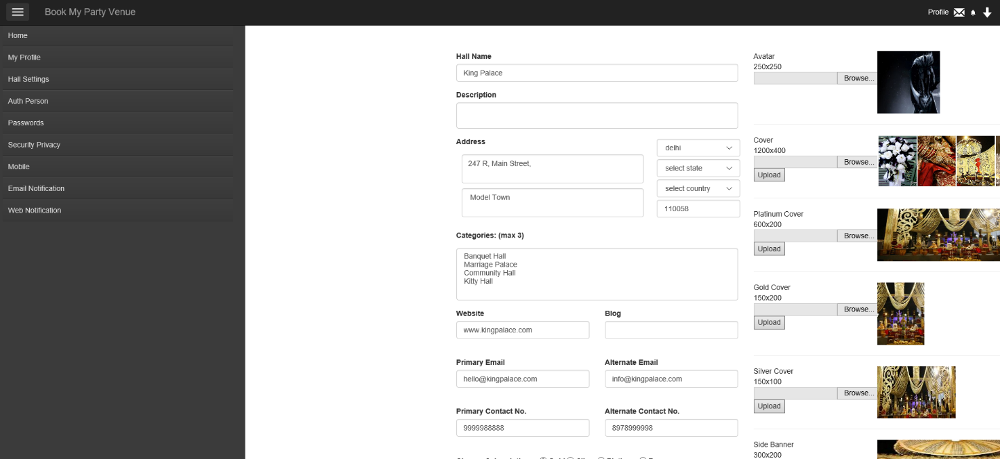 Book My Party Venue
Profile
Home
My Profile
Hall Settings
Auth Person
Passwords
Security Privacy
Mobile
Email Notification
Web Notification
Hall Name
King Palace
Description
Address
247 R, Main Street,
Model Town
delhi
select state
select country
110058
Categories: (max 3)
Banquet Hall
Marriage Palace
Community Hall
Kitty Hall
Website
www.kingpalace.com
Blog
Primary Email
hello@kingpalace.com
Alternate Email
info@kingpalace.com
Primary Contact No.
9999988888
Alternate Contact No.
8978999998
Avatar
250x250
Browse...
Cover
1200x400
Browse...
Upload
Platinum Cover
600x200
Browse...
Upload
Gold Cover
150x200
Browse...
Upload
Silver Cover
150x100
Browse...
Upload
Side Banner
300x200